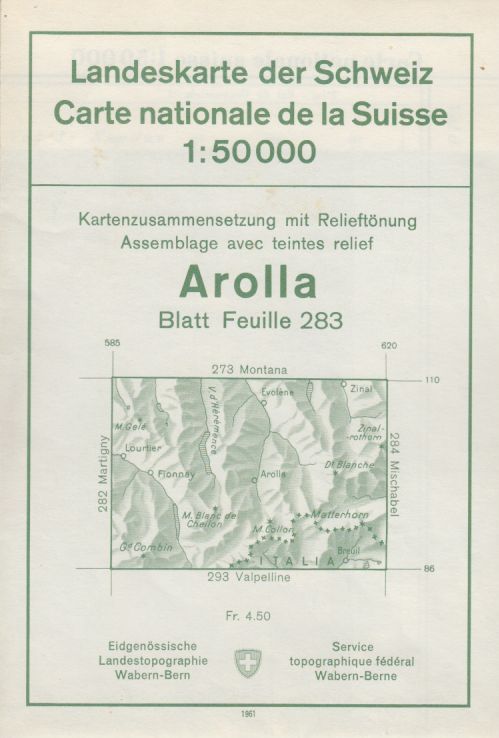 Landeskarte der Schweiz
Carte nationale de la Suisse
1:50 000
Kartenzusammensetzung mit Relieftönung
Assemblage avec teintes relief
Arolla
Blatt Feuille 283
585
620
273 Montana
110
V. d'Hérémence
Evolène
Zinal
M. Gelé
Zinal-
-rothorn
Lourtier
282 Martigny
284 Mischabel
Fionnay
Arolla
Dt Blanche
M. Blanc de
Cheilon
M. Collon
Matterhorn
Gd Combin
Breuil
ITALIA
86
293 Valpelline
Fr. 4.50
Eidgenössische
Landestopographie
Wabern-Bern
Service
topographique fédéral
Wabern-Berne
1961